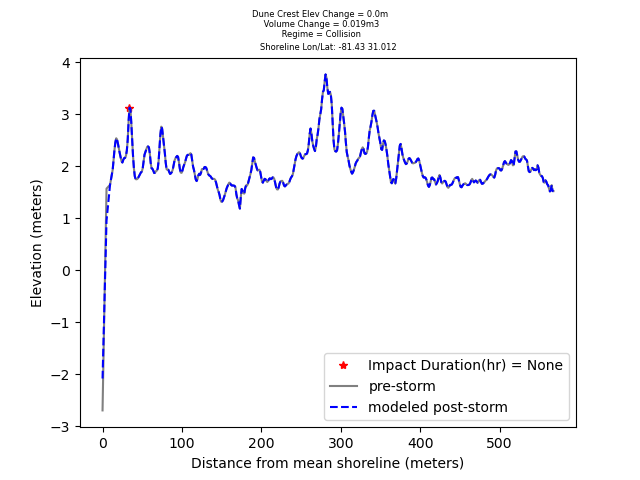 Dune Crest Elev Change = 0.0m
Volume Change = 0.019m3
Regime = Collision
Shoreline Lon/Lat: -81.43 31.012
4
3
2
1
0
−1
−2
−3
Elevation (meters)
Impact Duration(hr) = None
pre-storm
modeled post-storm
0 100 200 300 400 500
Distance from mean shoreline (meters)